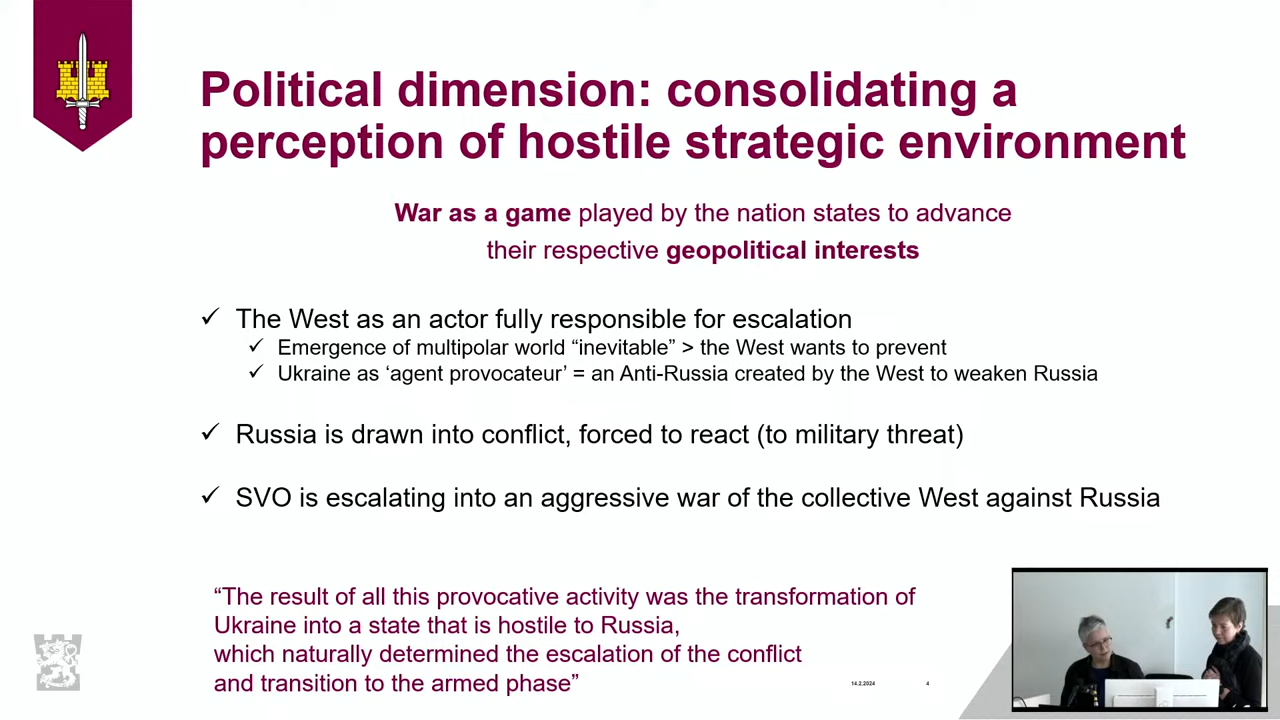 Political dimension: consolidating a
perception of hostile strategic environment
War as a game played by the nation states to advance
their respective geopolitical interests
✓ The West as an actor fully responsible for escalation
✓ Emergence of multipolar world “inevitable” > the West wants to prevent
✓ Ukraine as ‘agent provocateur’ = an Anti-Russia created by the West to weaken Russia
✓ Russia is drawn into conflict, forced to react (to military threat)
✓ SVO is escalating into an aggressive war of the collective West against Russia
“The result of all this provocative activity was the transformation of
Ukraine into a state that is hostile to Russia,
which naturally determined the escalation of the conflict
and transition to the armed phase”
14.2.2024 4